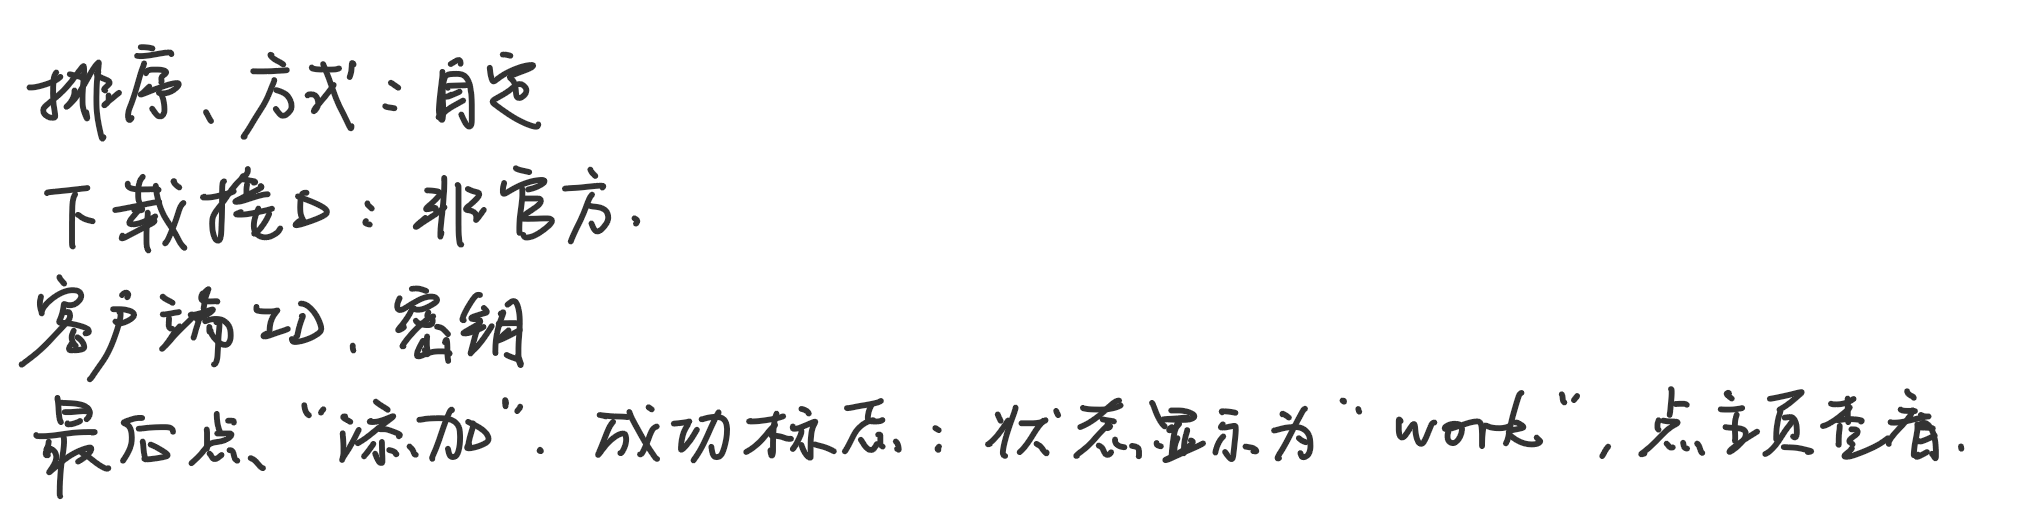 排序、方式：自定
下载接口：非官方.
客户端ID.密钥
最后点“添加”.成功标志：状态显示为“work”，点主页查看.